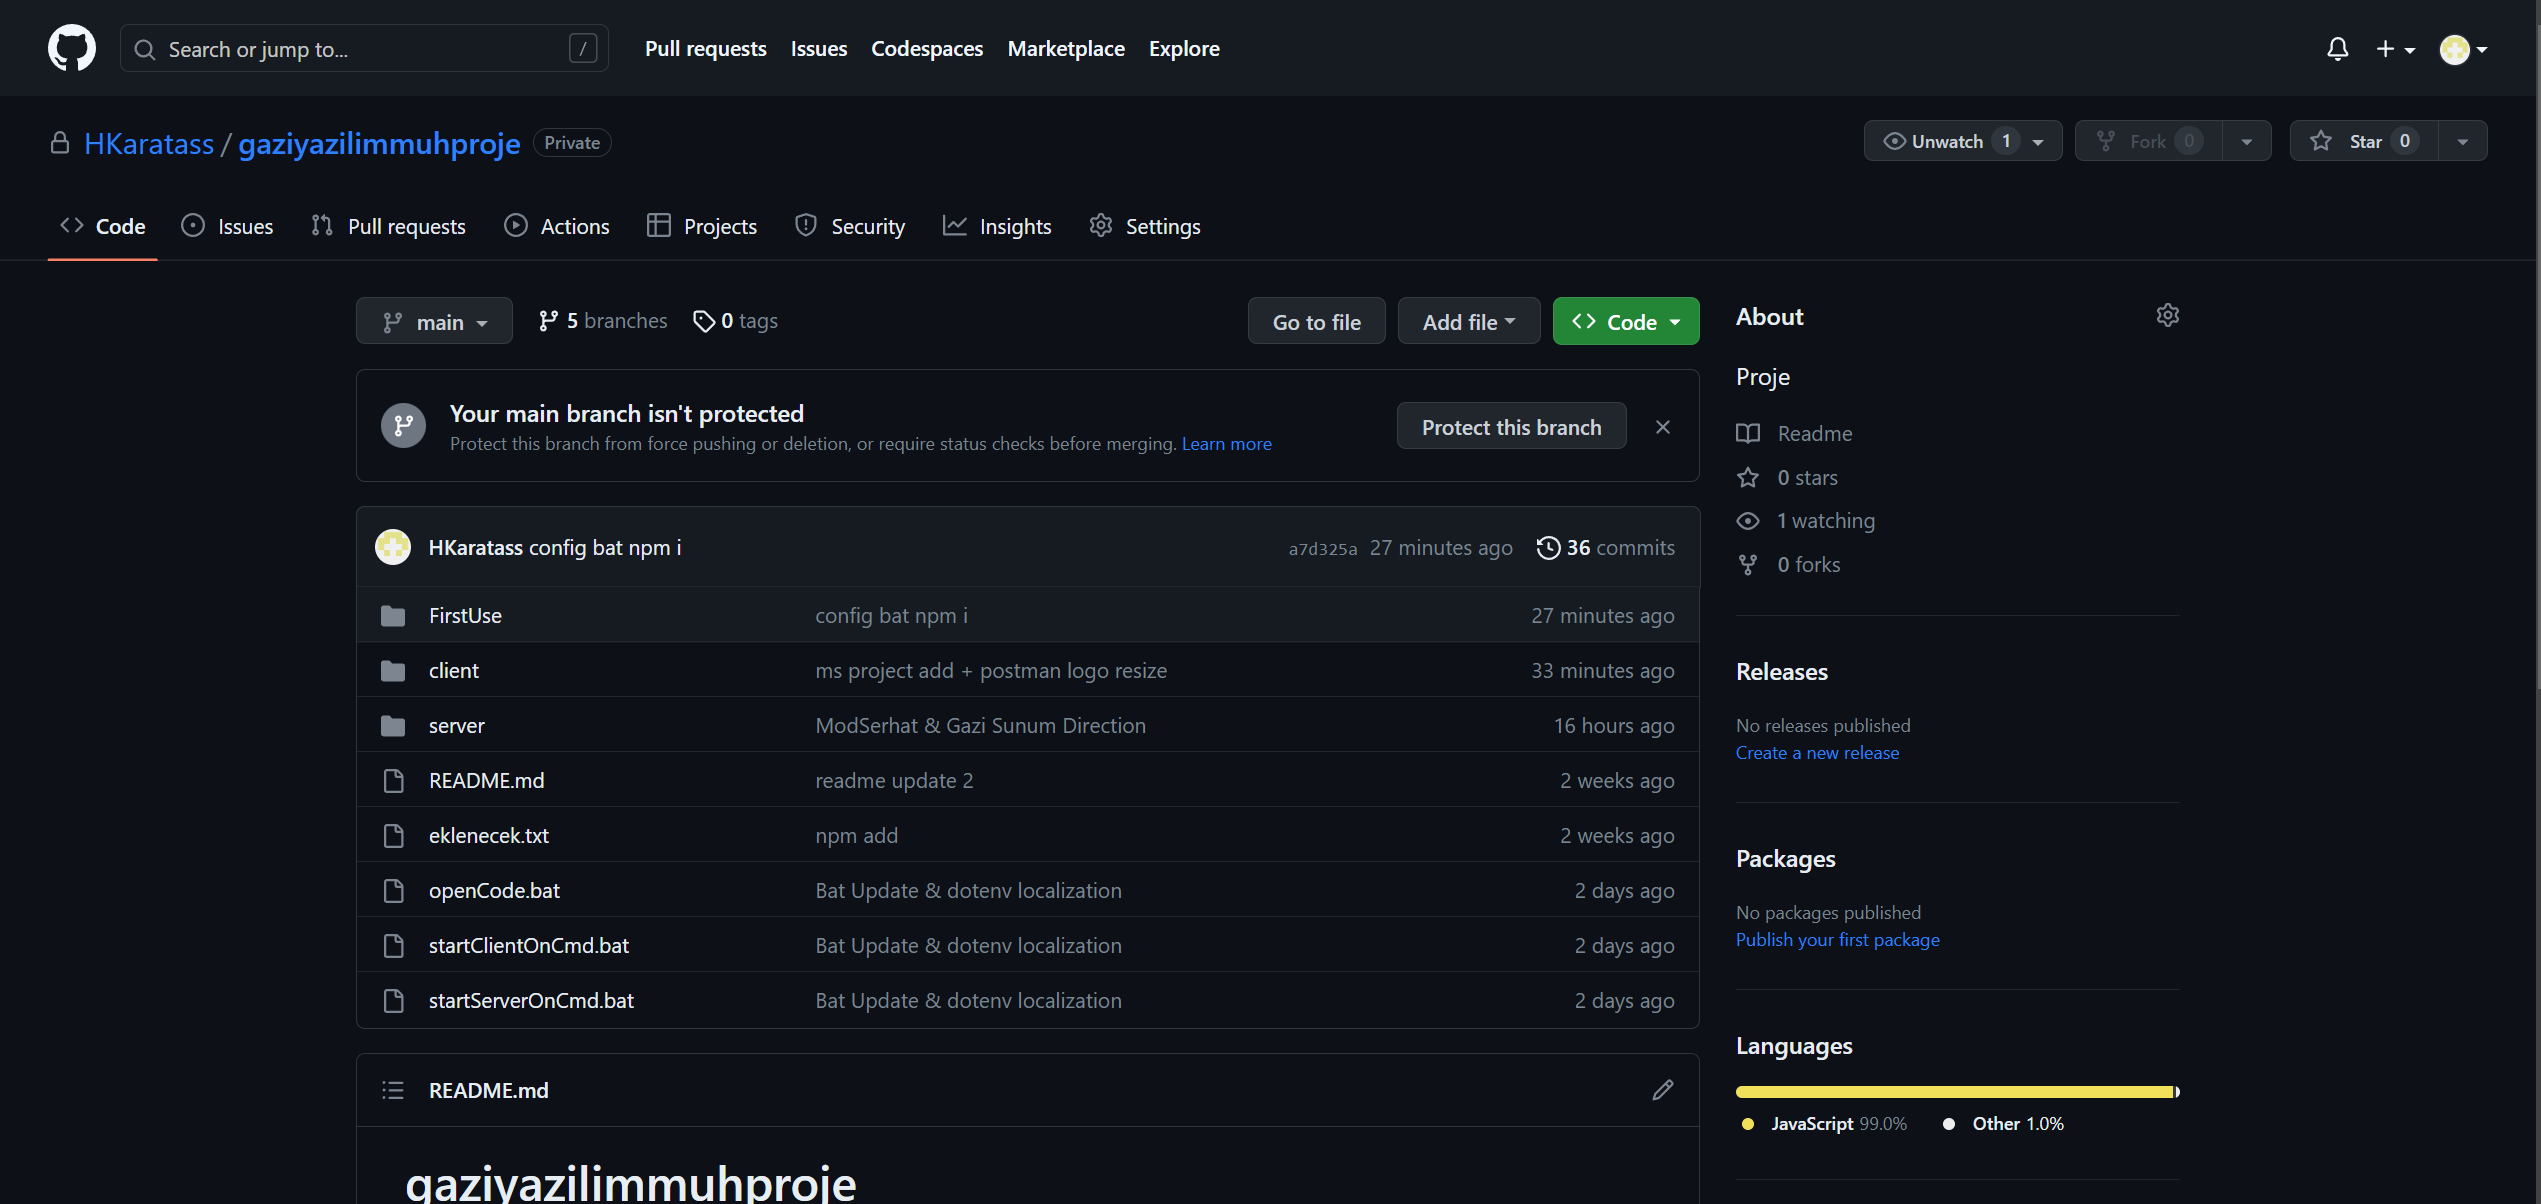 Search or jump to... /
Pull requests Issues Codespaces Marketplace Explore
HKaratass / gaziyazilimmuhproje Private
Unwatch 1 Fork 0 Star 0
Code Issues Pull requests Actions Projects Security Insights Settings
main 5 branches 0 tags
Go to file Add file Code
Your main branch isn't protected
Protect this branch from force pushing or deletion, or require status checks before merging. Learn more
Protect this branch
HKaratass config bat npm i a7d325a 27 minutes ago 36 commits
FirstUse config bat npm i 27 minutes ago
client ms project add + postman logo resize 33 minutes ago
server ModSerhat & Gazi Sunum Direction 16 hours ago
README.md readme update 2 2 weeks ago
eklenecek.txt npm add 2 weeks ago
openCode.bat Bat Update & dotenv localization 2 days ago
startClientOnCmd.bat Bat Update & dotenv localization 2 days ago
startServerOnCmd.bat Bat Update & dotenv localization 2 days ago
README.md
gaziyazilimmuhproje
About
Proje
Readme
0 stars
1 watching
0 forks
Releases
No releases published
Create a new release
Packages
No packages published
Publish your first package
Languages
JavaScript 99.0% Other 1.0%